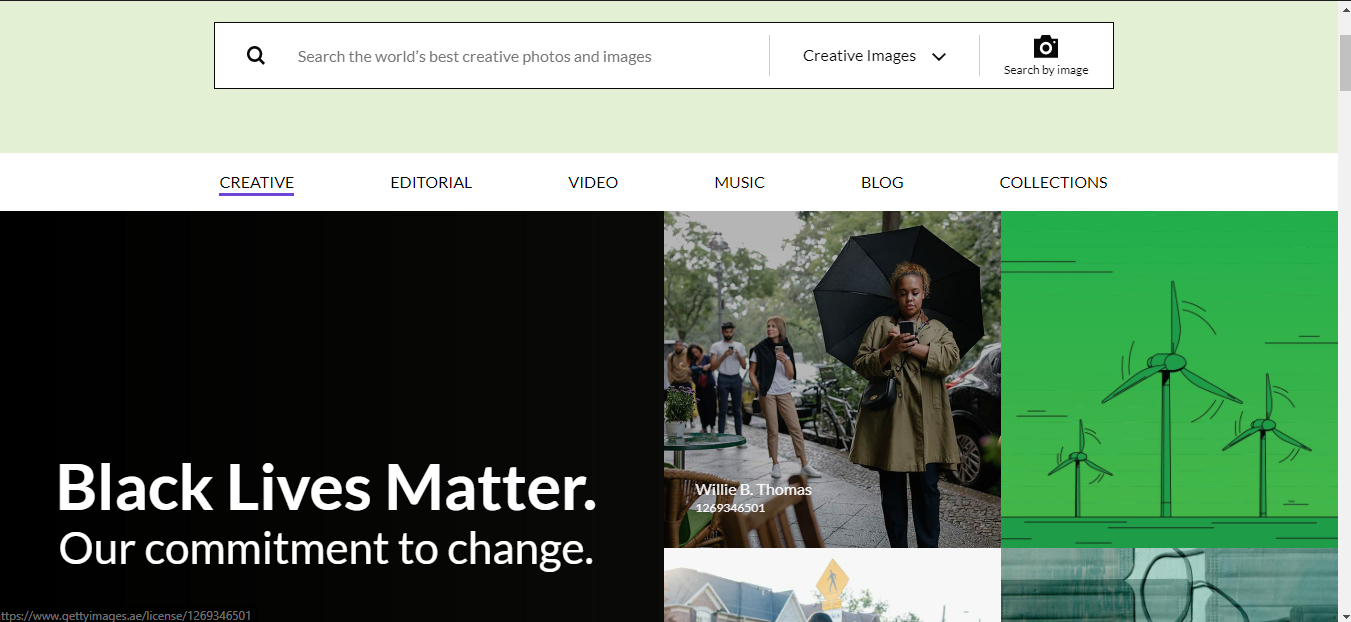 Search the world's best creative photos and images
Creative Images
Search by image
CREATIVE
EDITORIAL
VIDEO
MUSIC
BLOG
COLLECTIONS
Black Lives Matter.
Our commitment to change.
Willie B. Thomas
1269346501
ttps://www.gettyimages.ae/license/1269346501